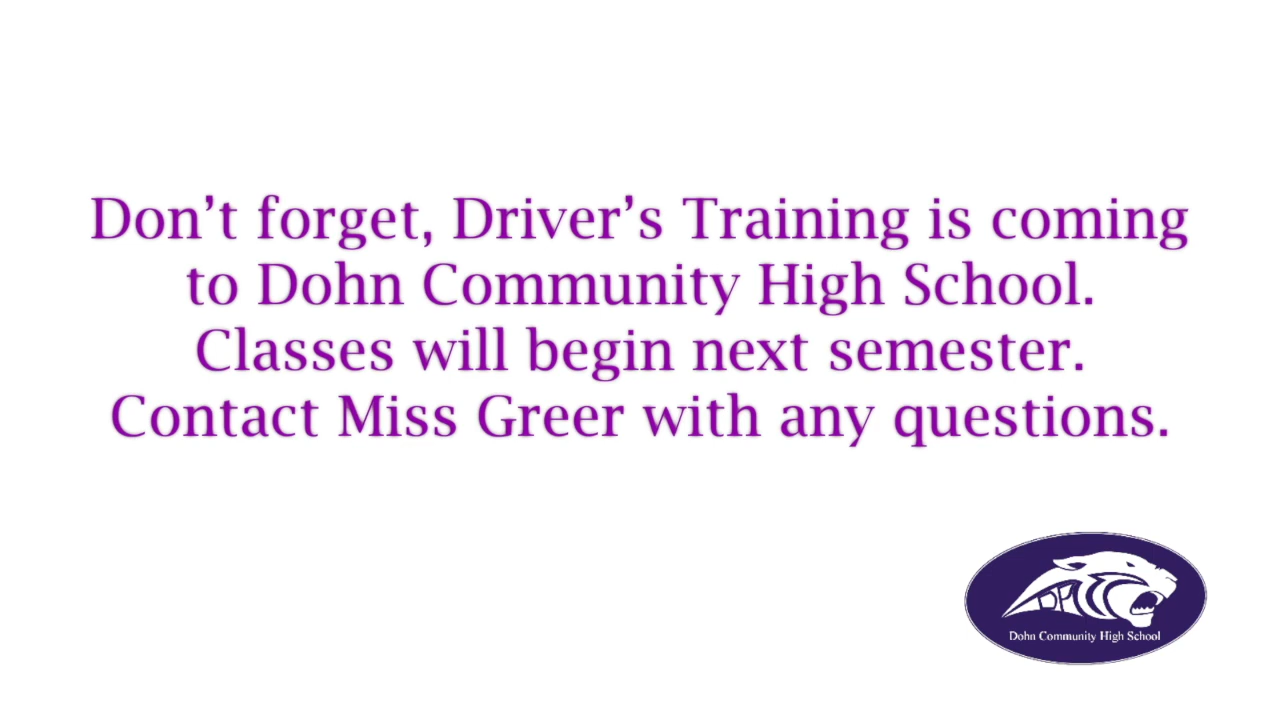 Don’t forget, Driver’s Training is coming
to Dohn Community High School.
Classes will begin next semester.
Contact Miss Greer with any questions.
Dohn Community High School